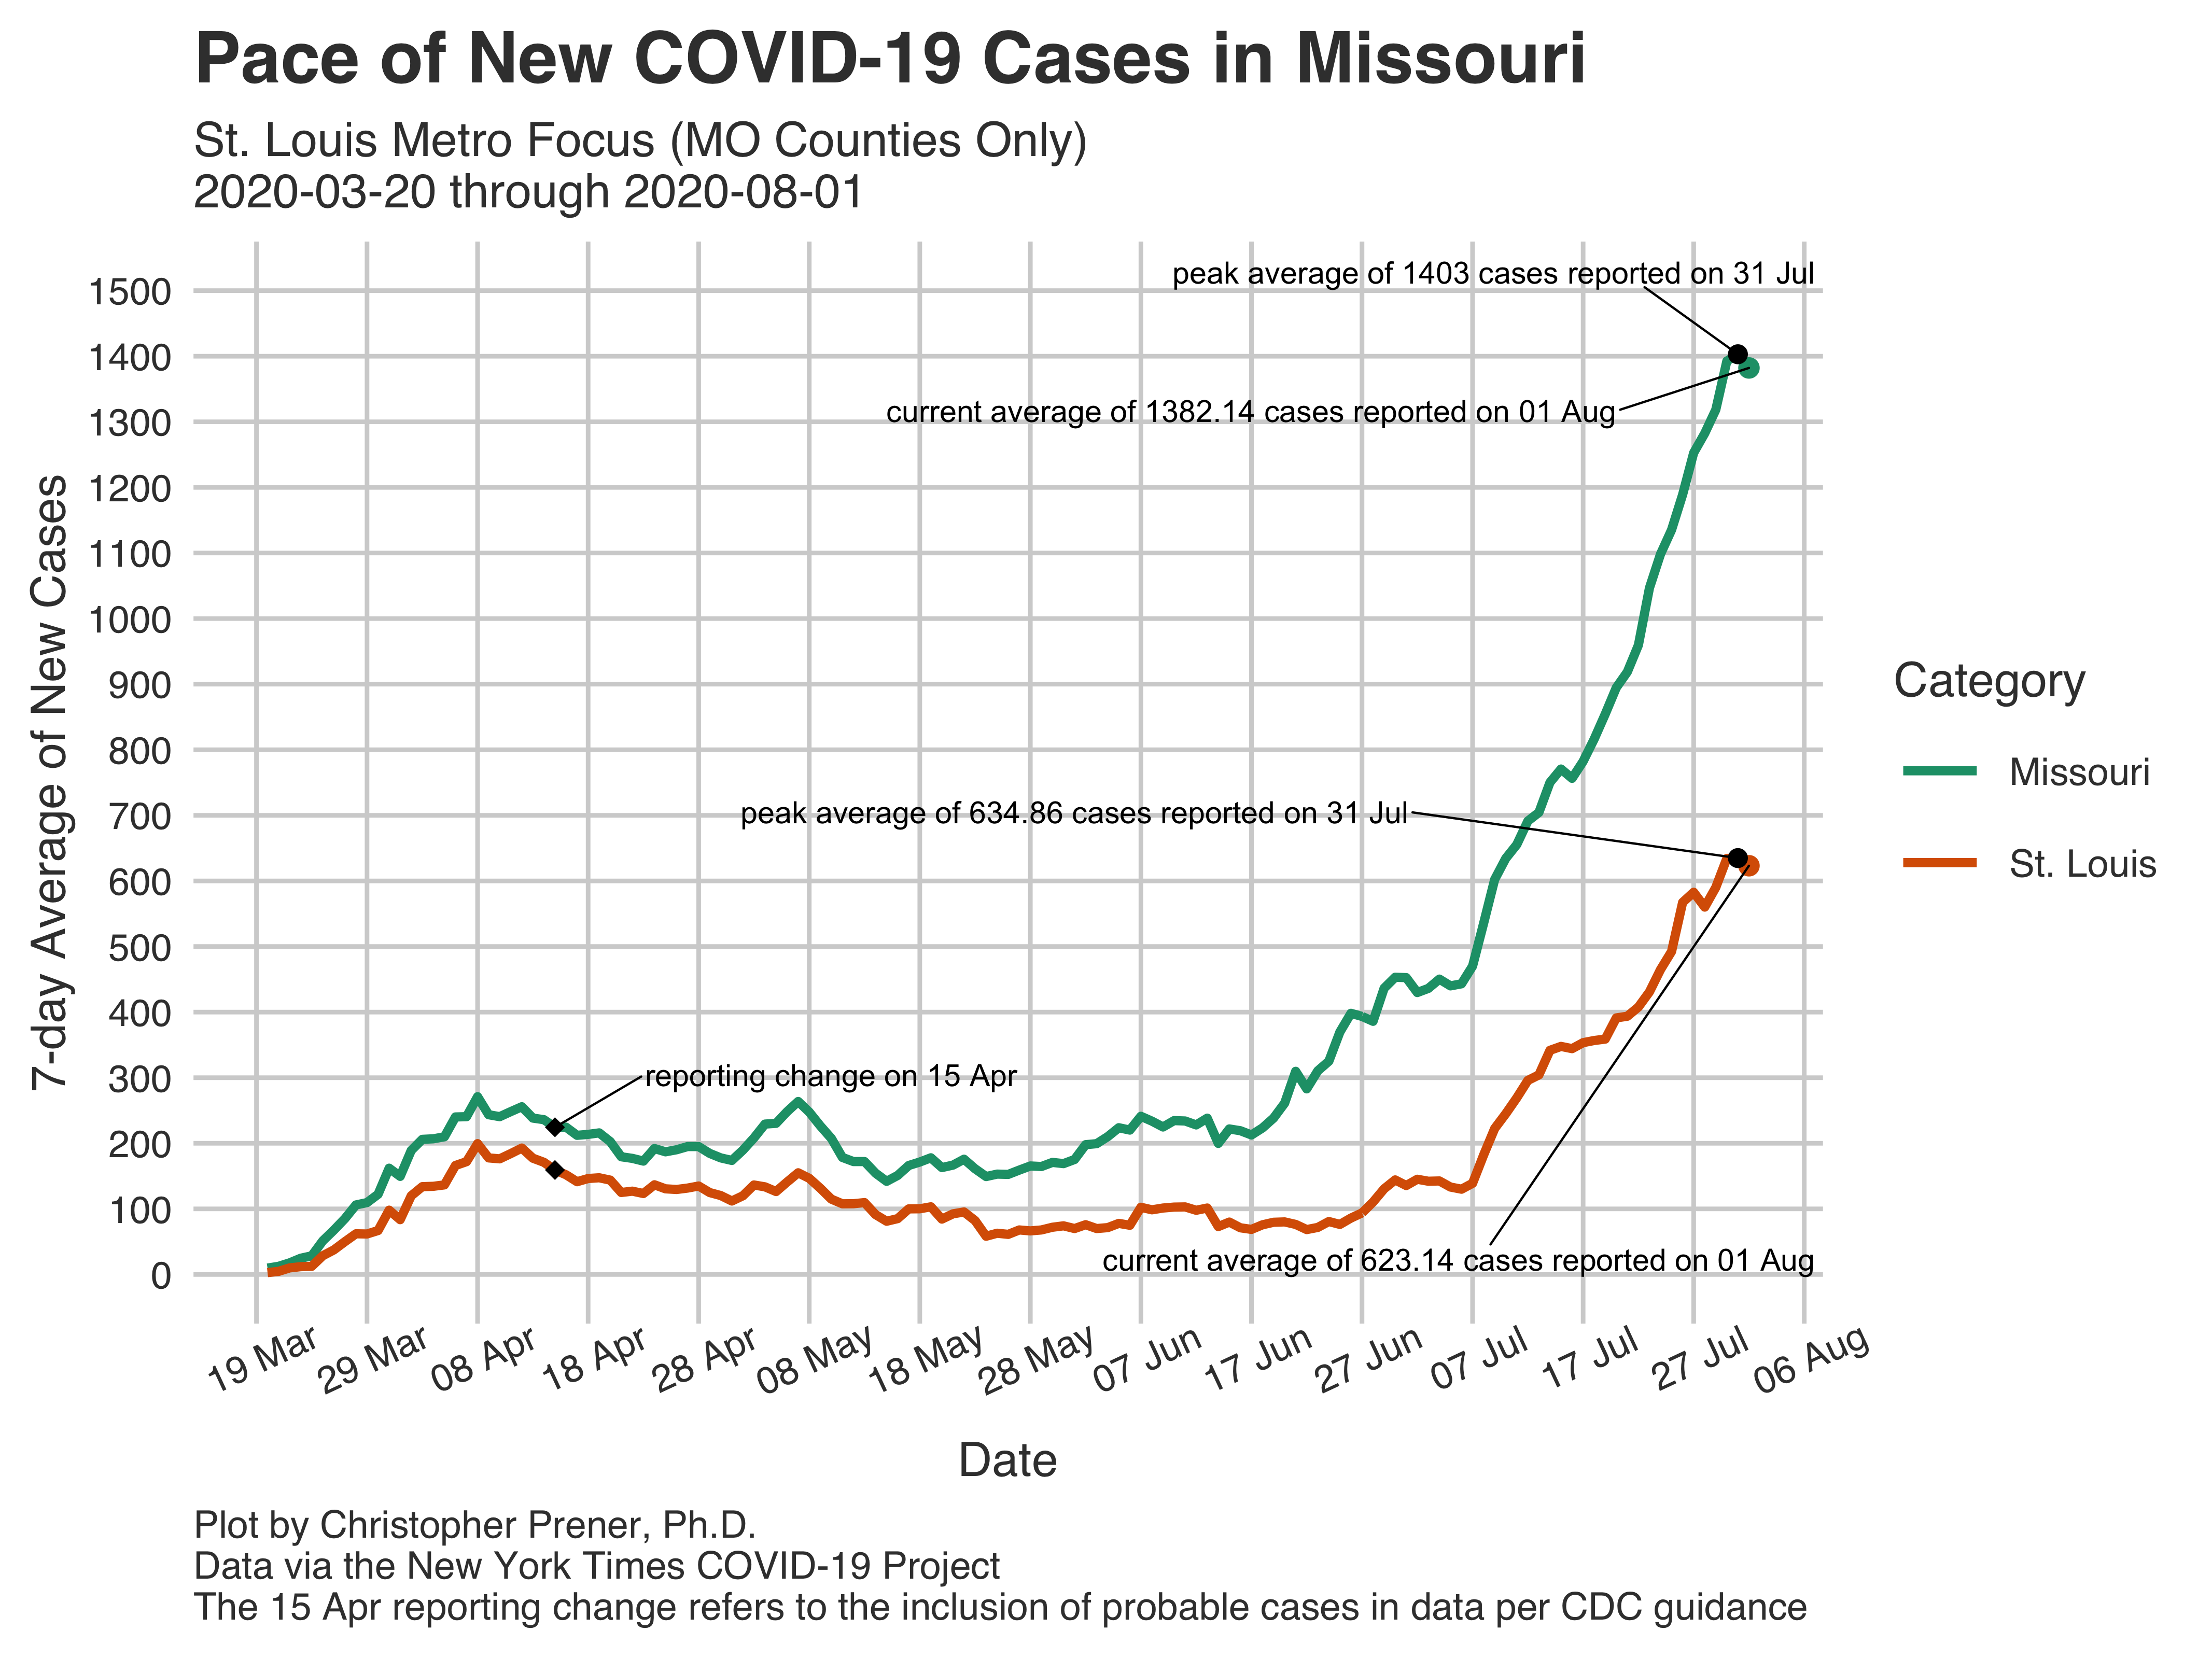 Pace of New COVID-19 Cases in Missouri
St. Louis Metro Focus (MO Counties Only)
2020-03-20 through 2020-08-01
7-day Average of New Cases
1500
1400
1300
1200
1100
1000
900
800
700
600
500
400
300
200
100
0
peak average of 1403 cases reported on 31 Jul
current average of 1382.14 cases reported on 01 Aug
peak average of 634.86 cases reported on 31 Jul
reporting change on 15 Apr
current average of 623.14 cases reported on 01 Aug
Category
Missouri
St. Louis
19 Mar
29 Mar
08 Apr
18 Apr
28 Apr
08 May
18 May
28 May
07 Jun
17 Jun
27 Jun
07 Jul
17 Jul
27 Jul
06 Aug
Date
Plot by Christopher Prener, Ph.D.
Data via the New York Times COVID-19 Project
The 15 Apr reporting change refers to the inclusion of probable cases in data per CDC guidance